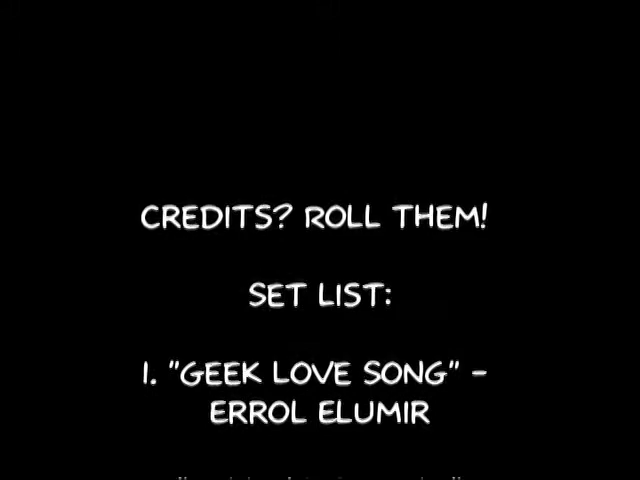 CREDITS? ROLL THEM!
SET LIST:
1. "GEEK LOVE SONG" -
ERROL ELUMIR